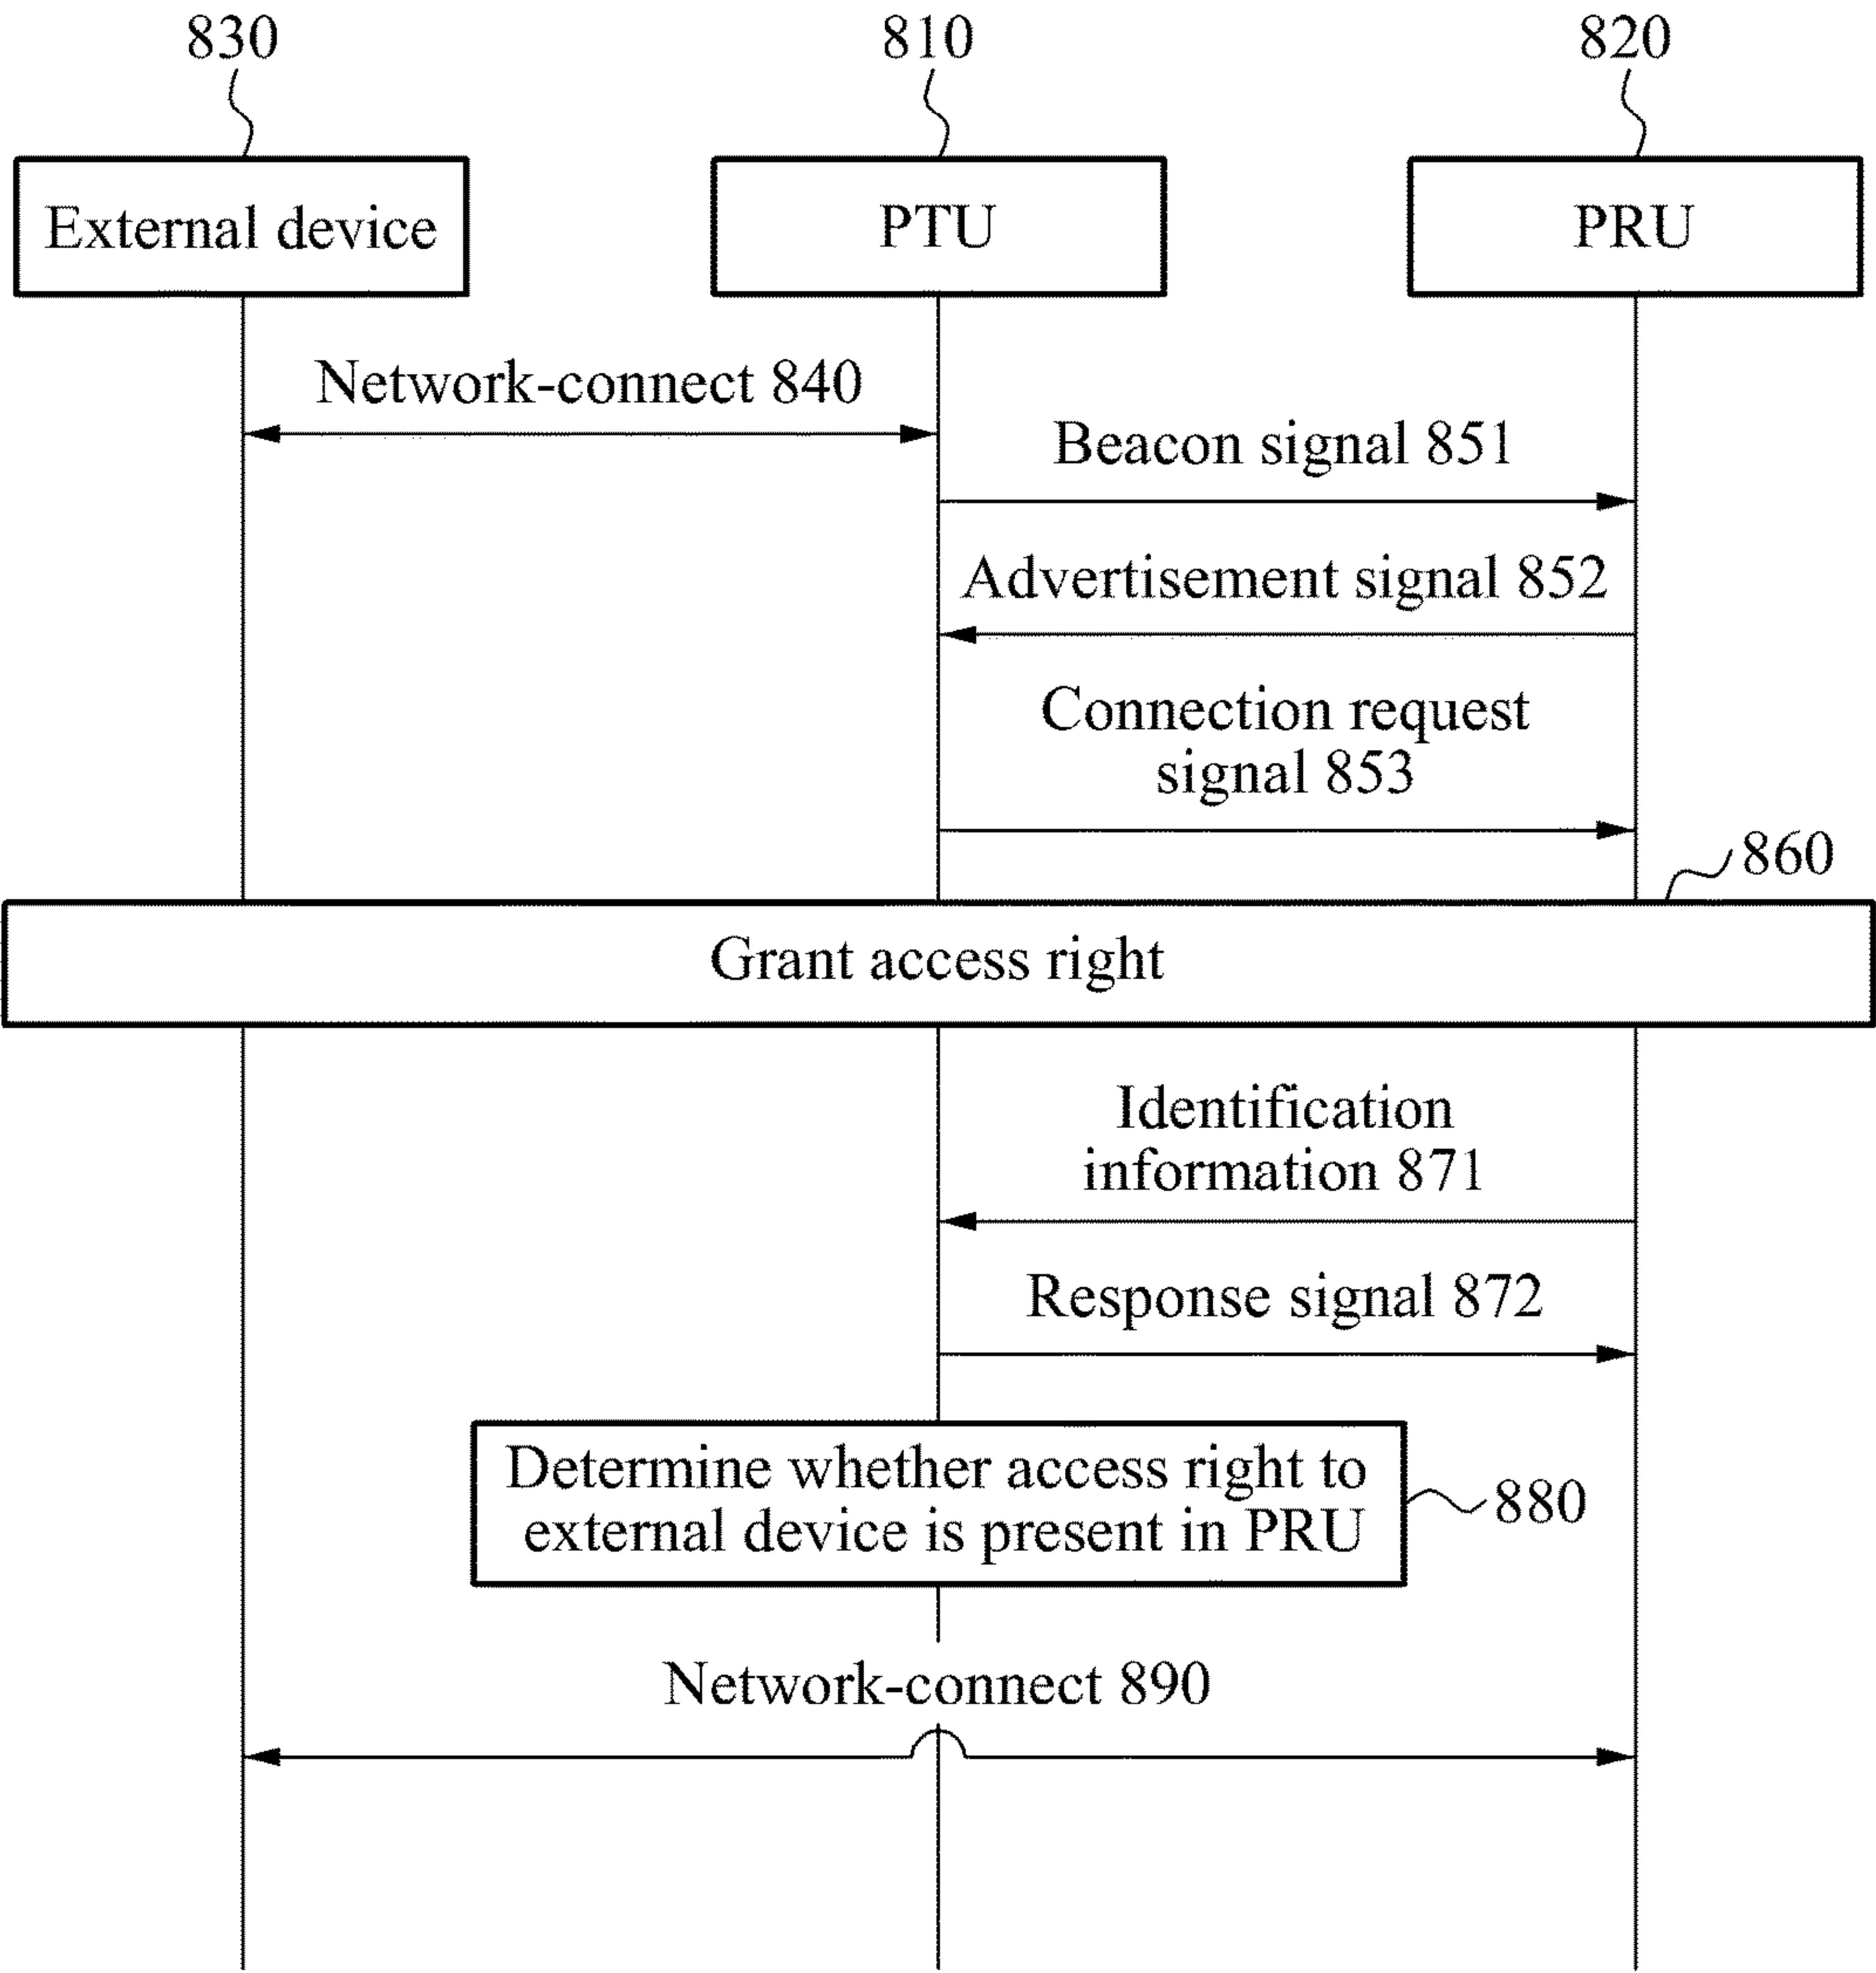 830
810
820
External device
PTU
PRU
Network-connect 840
Beacon signal 851
Advertisement signal 852
Connection request
signal 853
860
Grant access right
Identification
information 871
Response signal 872
Determine whether access right to
external device is present in PRU
880
Network-connect 890